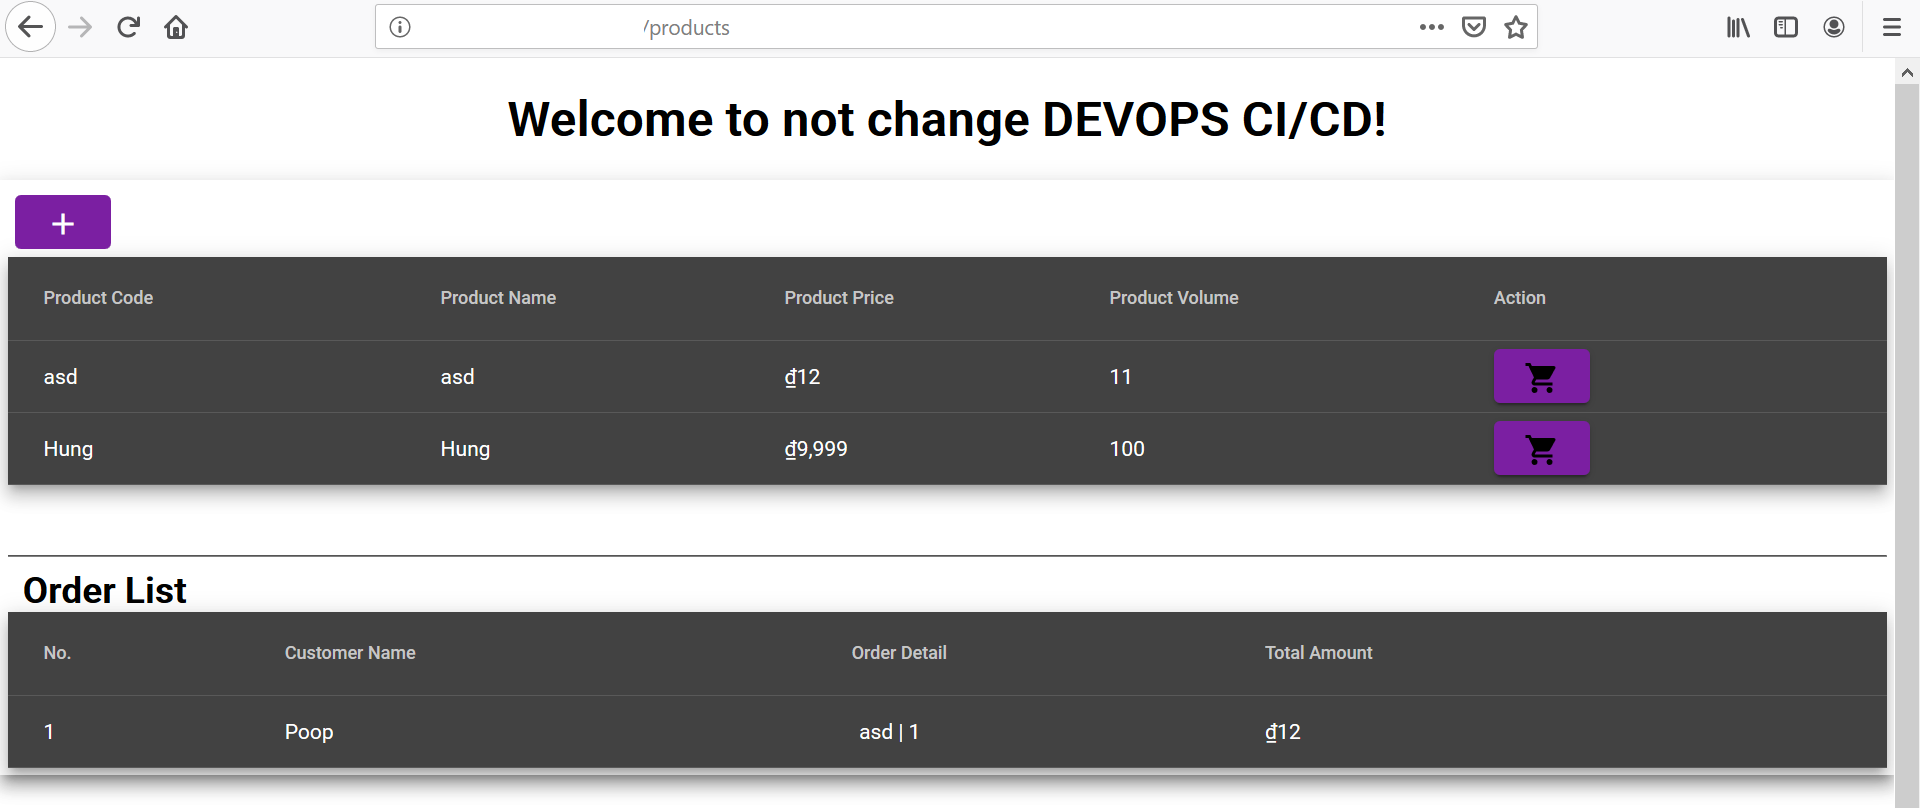 /products
Welcome to not change DEVOPS CI/CD!
+
Product Code Product Name Product Price Product Volume Action
asd asd ₫12 11
Hung Hung ₫9,999 100
Order List
No. Customer Name Order Detail Total Amount
1 Poop asd | 1 ₫12